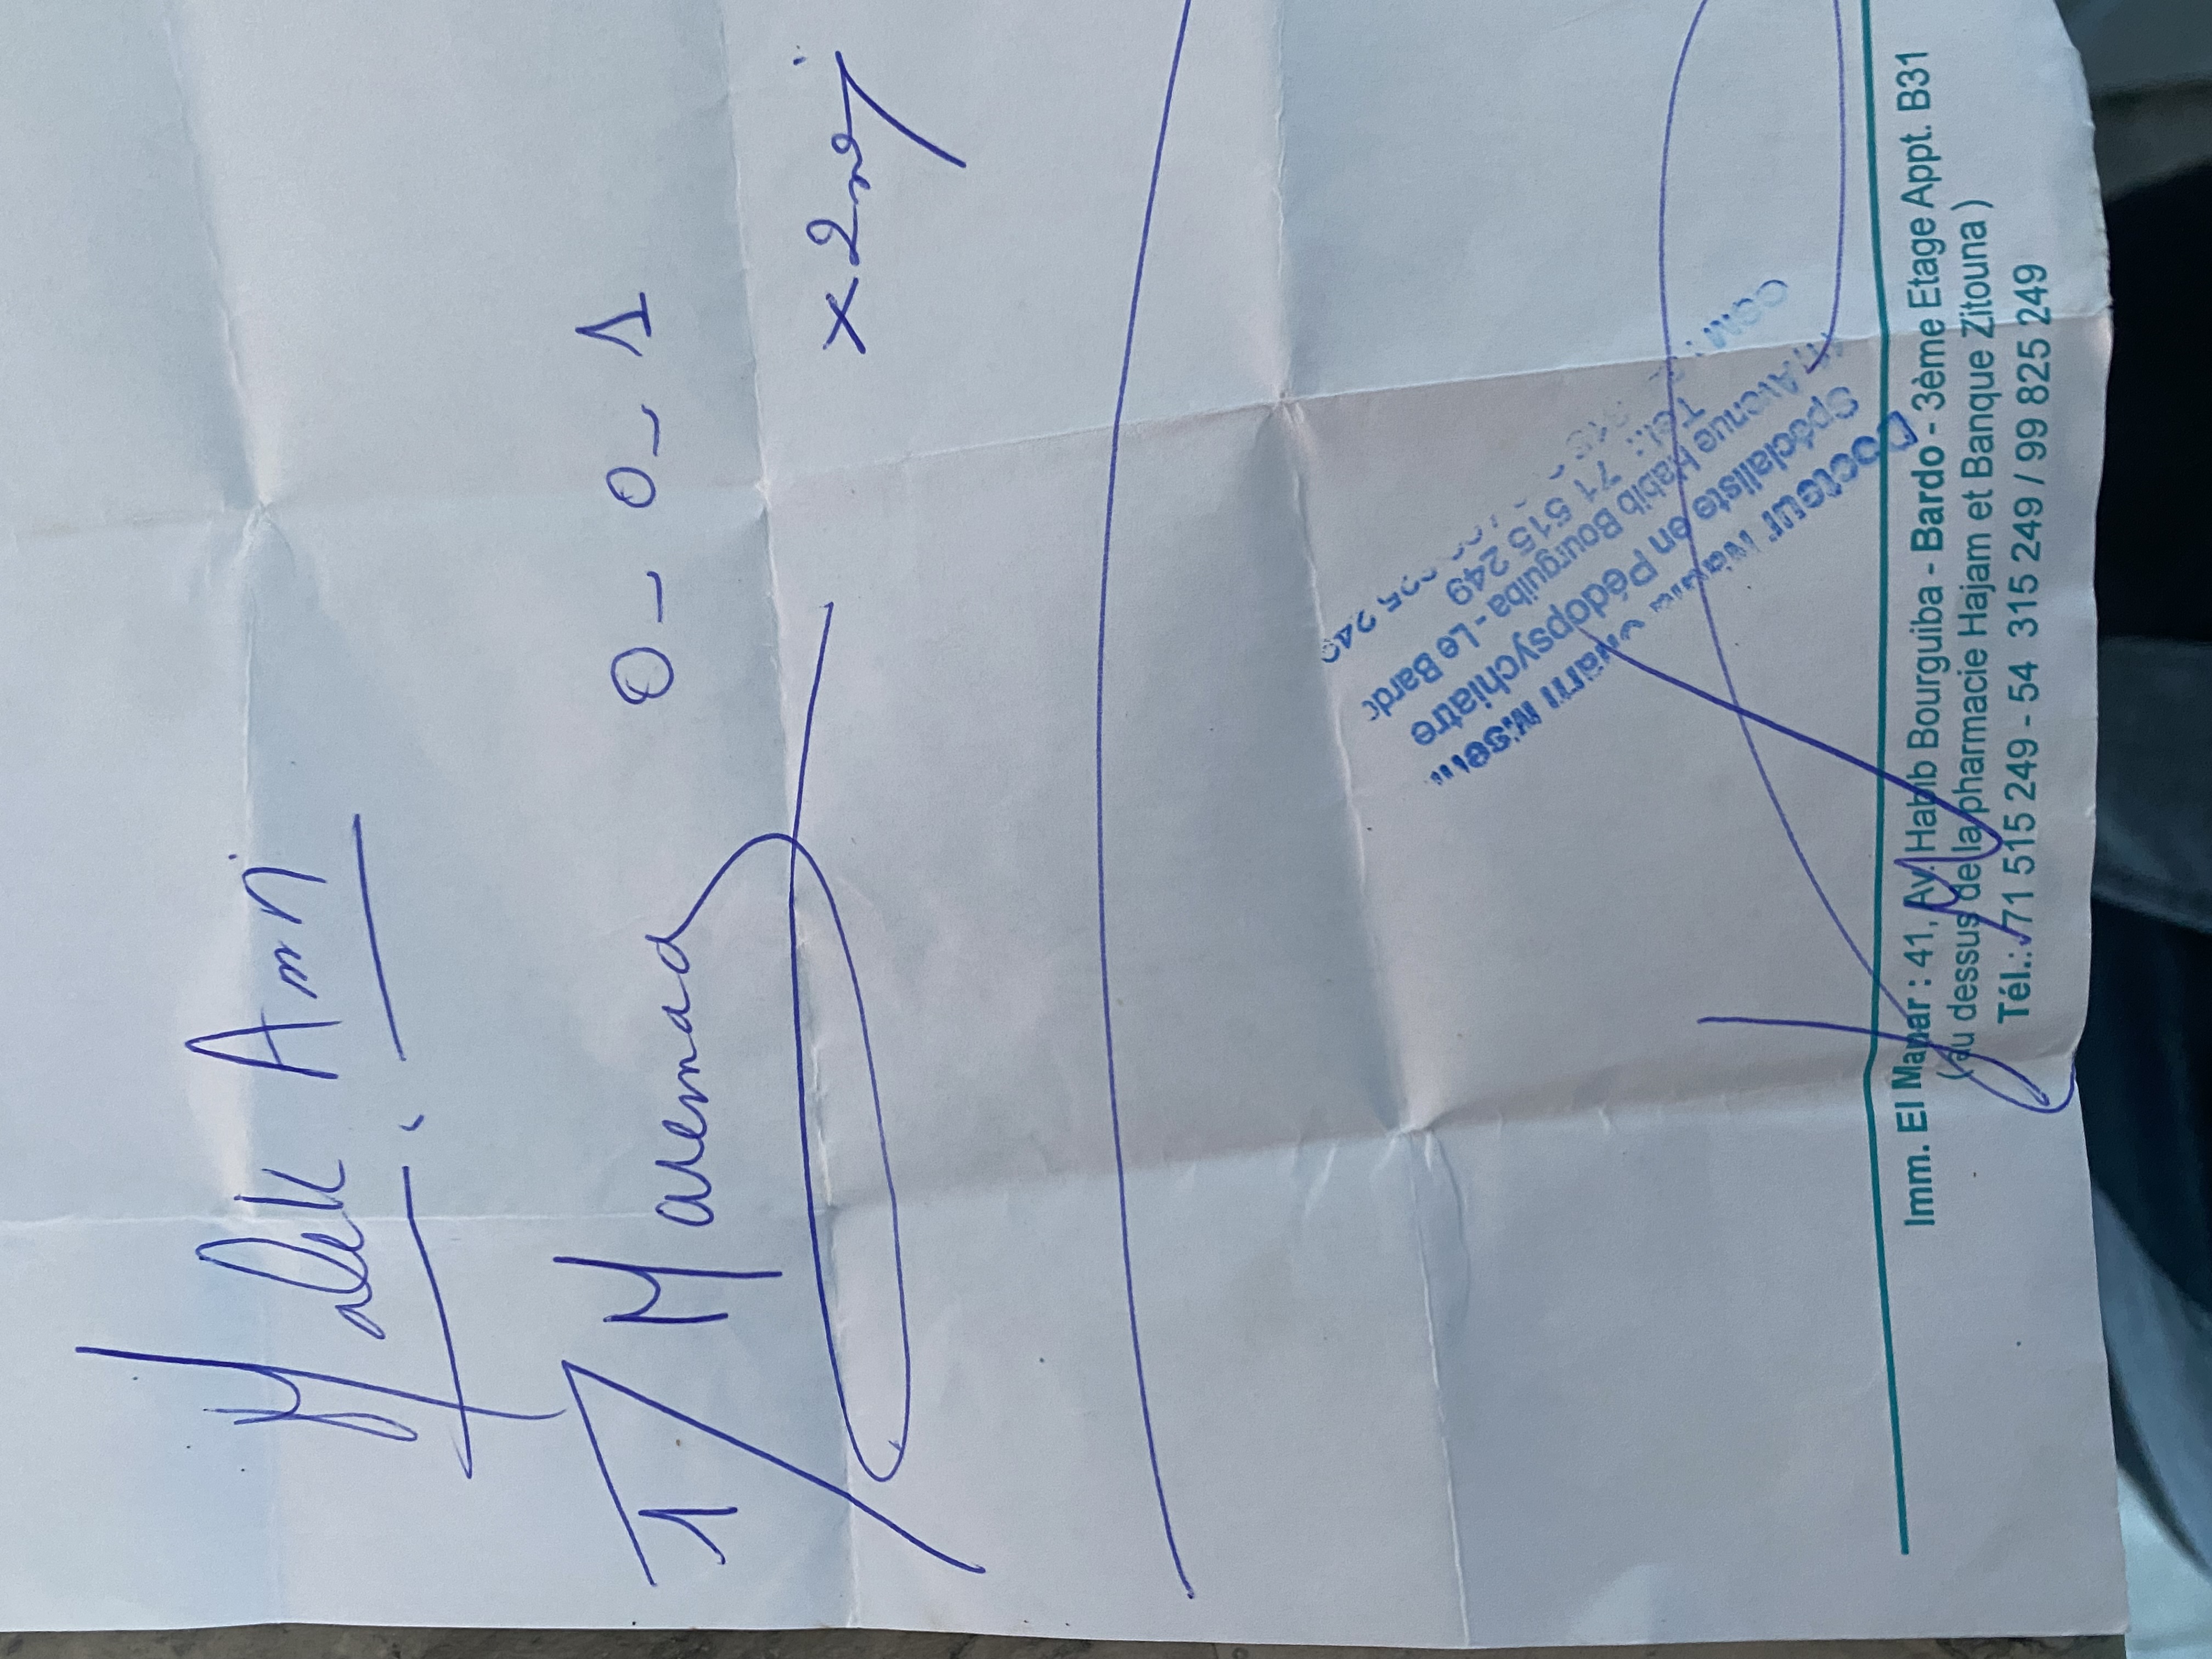 Malek Amri
1/ Marenad 0 - 0 - 1
x 2 mois
Docteur
Spécialiste en Pédopsychiatre
Avenue Habib Bourguiba - Le Bardo
Tél.: 71 515 249
Imm. El Manar : 41, Av. Habib Bourguiba - Bardo - 3ème Etage Appt. B31
(au dessus de la pharmacie Hajam et Banque Zitouna )
Tél.: 71 515 249 - 54 315 249 / 99 825 249